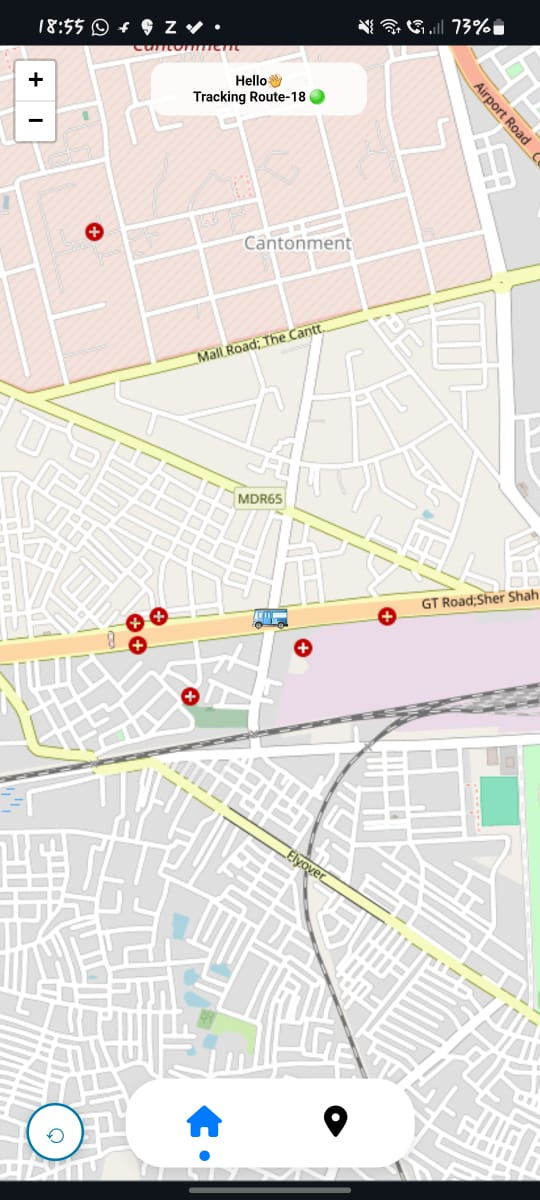 18:55
73%
Cantonment
+
Hello👋
Tracking Route-18 🟢
−
Airport Road
Cantonment
Mall Road; The Cantt
MDR65
GT Road;Sher Shah
Flyover